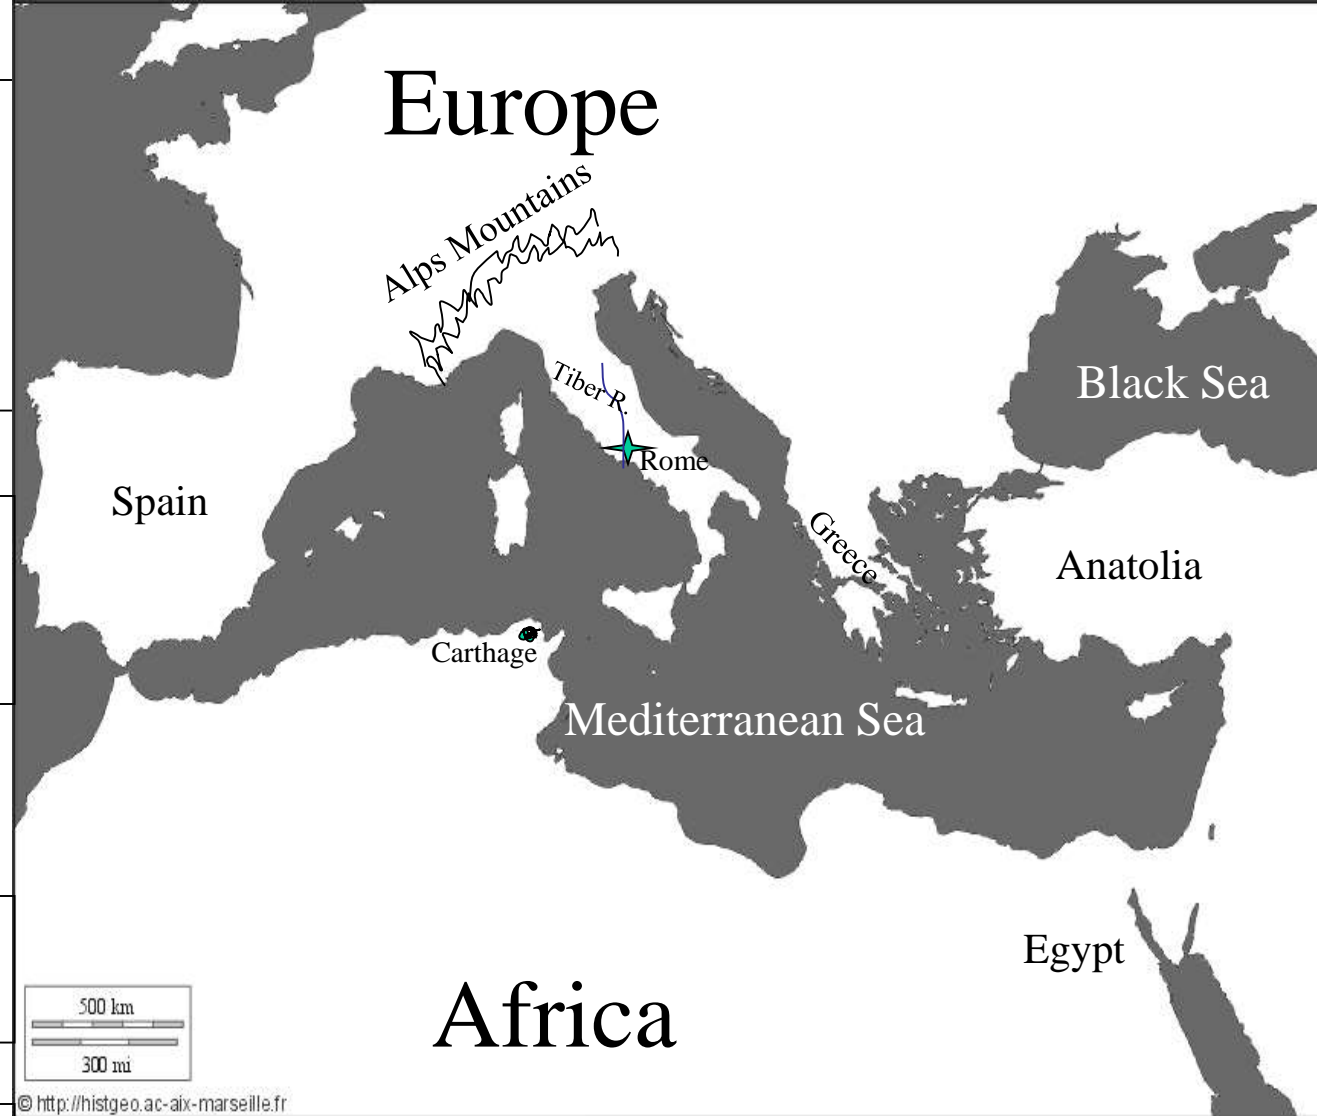 Europe
Alps Mountains
Tiber R.
Black Sea
Rome
Spain
Greece
Anatolia
Carthage
Mediterranean Sea
Egypt
Africa
500 km
300 mi
© http://histgeo.ac-aix-marseille.fr